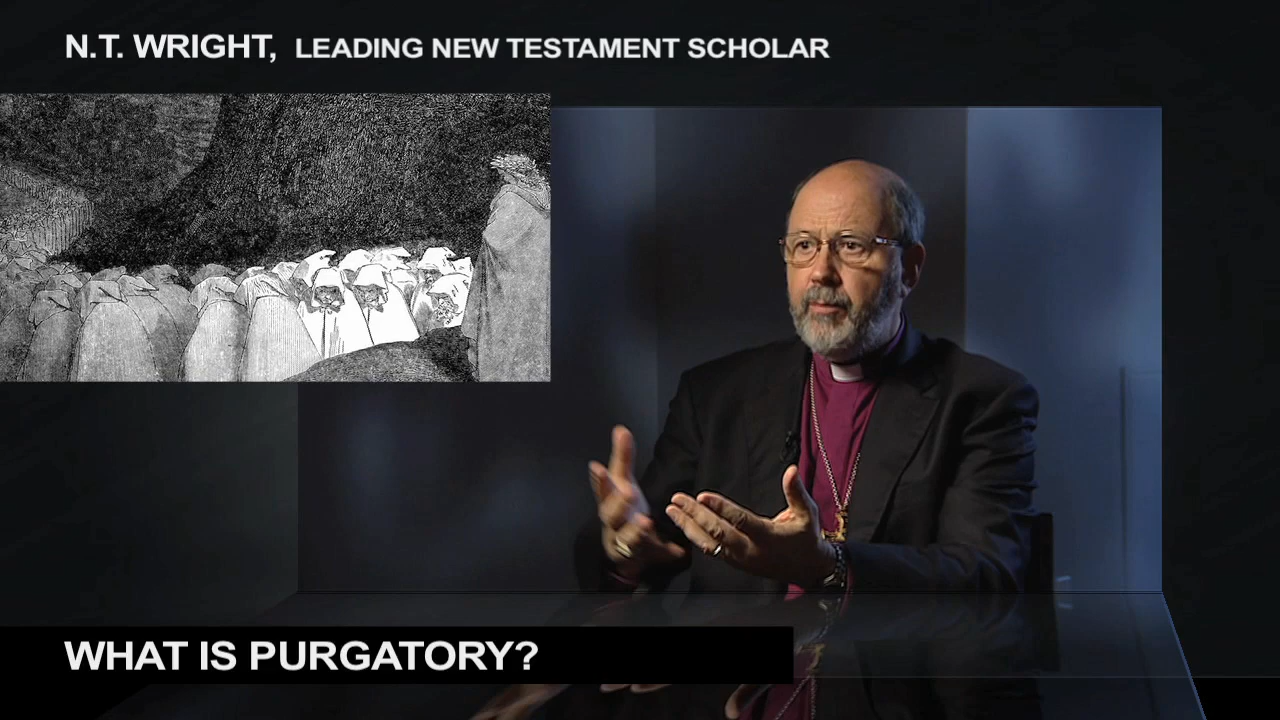 N.T. WRIGHT, LEADING NEW TESTAMENT SCHOLAR
WHAT IS PURGATORY?